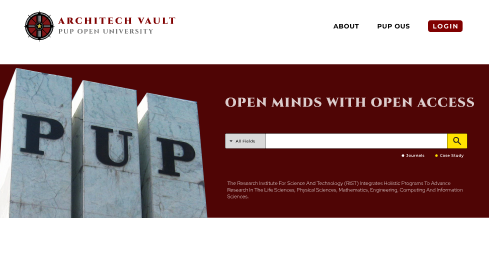 ARCHITECH VAULT
PUP OPEN UNIVERSITY
ABOUT
PUP OUS
LOGIN
PUP
OPEN MINDS WITH OPEN ACCESS
All Fields
Journals
Case Study
The Research Institute For Science And Technology (RIST) Integrates Holistic Programs To Advance
Research In The Life Sciences, Physical Sciences, Mathematics, Engineering, Computing And Information
Sciences.